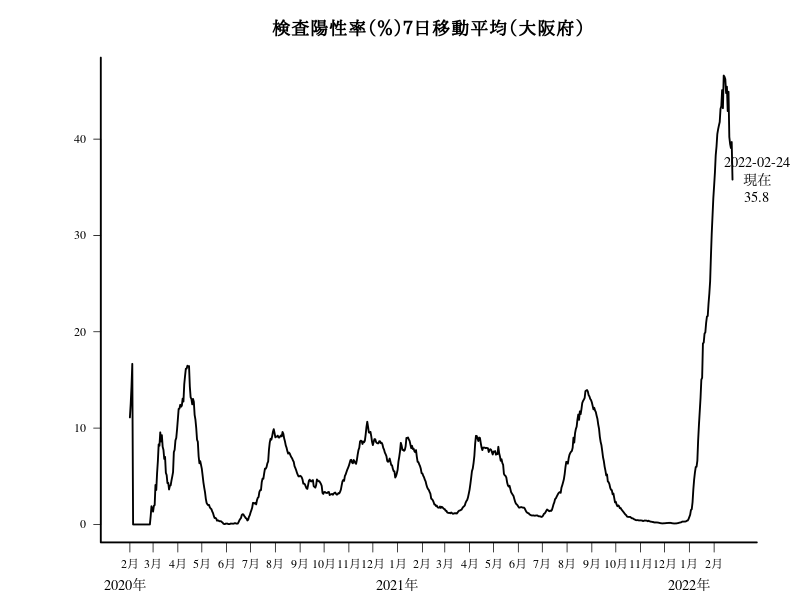 検査陽性率(%)7日移動平均(大阪府)
40
30
20
10
0
2022-02-24
現在
35.8
2月 3月 4月 5月 6月 7月 8月 9月 10月 11月 12月 1月 2月 3月 4月 5月 6月 7月 8月 9月 10月 11月 12月 1月 2月
2020年 2021年 2022年